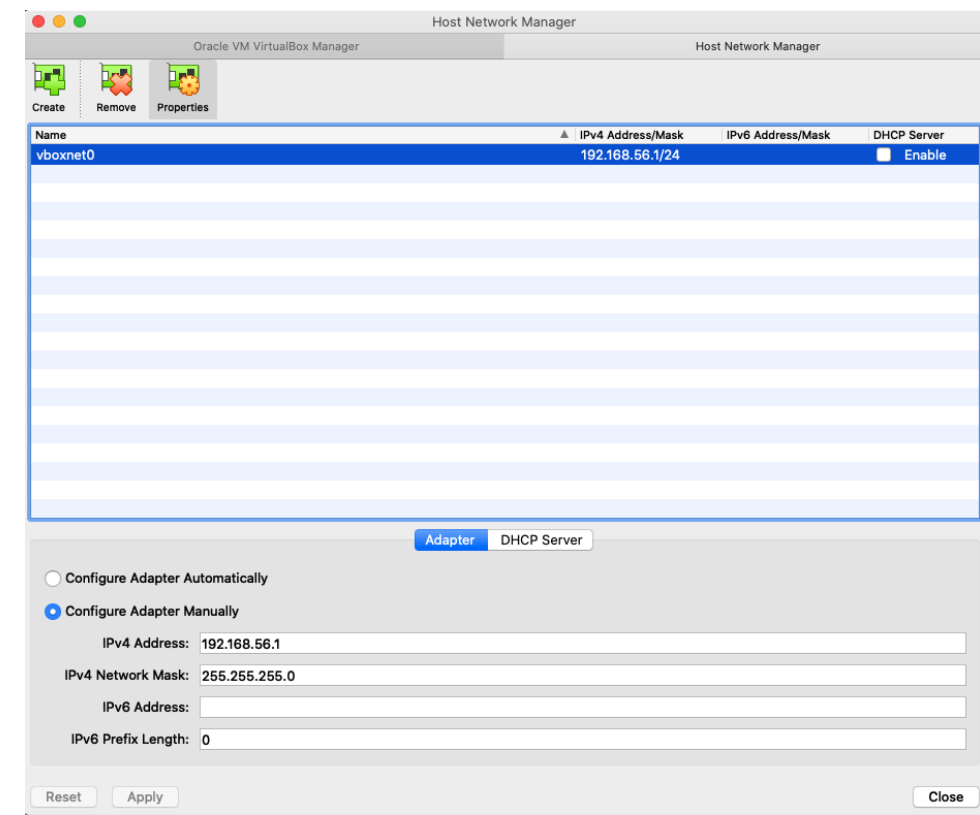 Host Network Manager
Oracle VM VirtualBox Manager Host Network Manager
Create Remove Properties
Name IPv4 Address/Mask IPv6 Address/Mask DHCP Server
vboxnet0 192.168.56.1/24 Enable
Adapter DHCP Server
Configure Adapter Automatically
Configure Adapter Manually
IPv4 Address: 192.168.56.1
IPv4 Network Mask: 255.255.255.0
IPv6 Address:
IPv6 Prefix Length: 0
Reset Apply Close